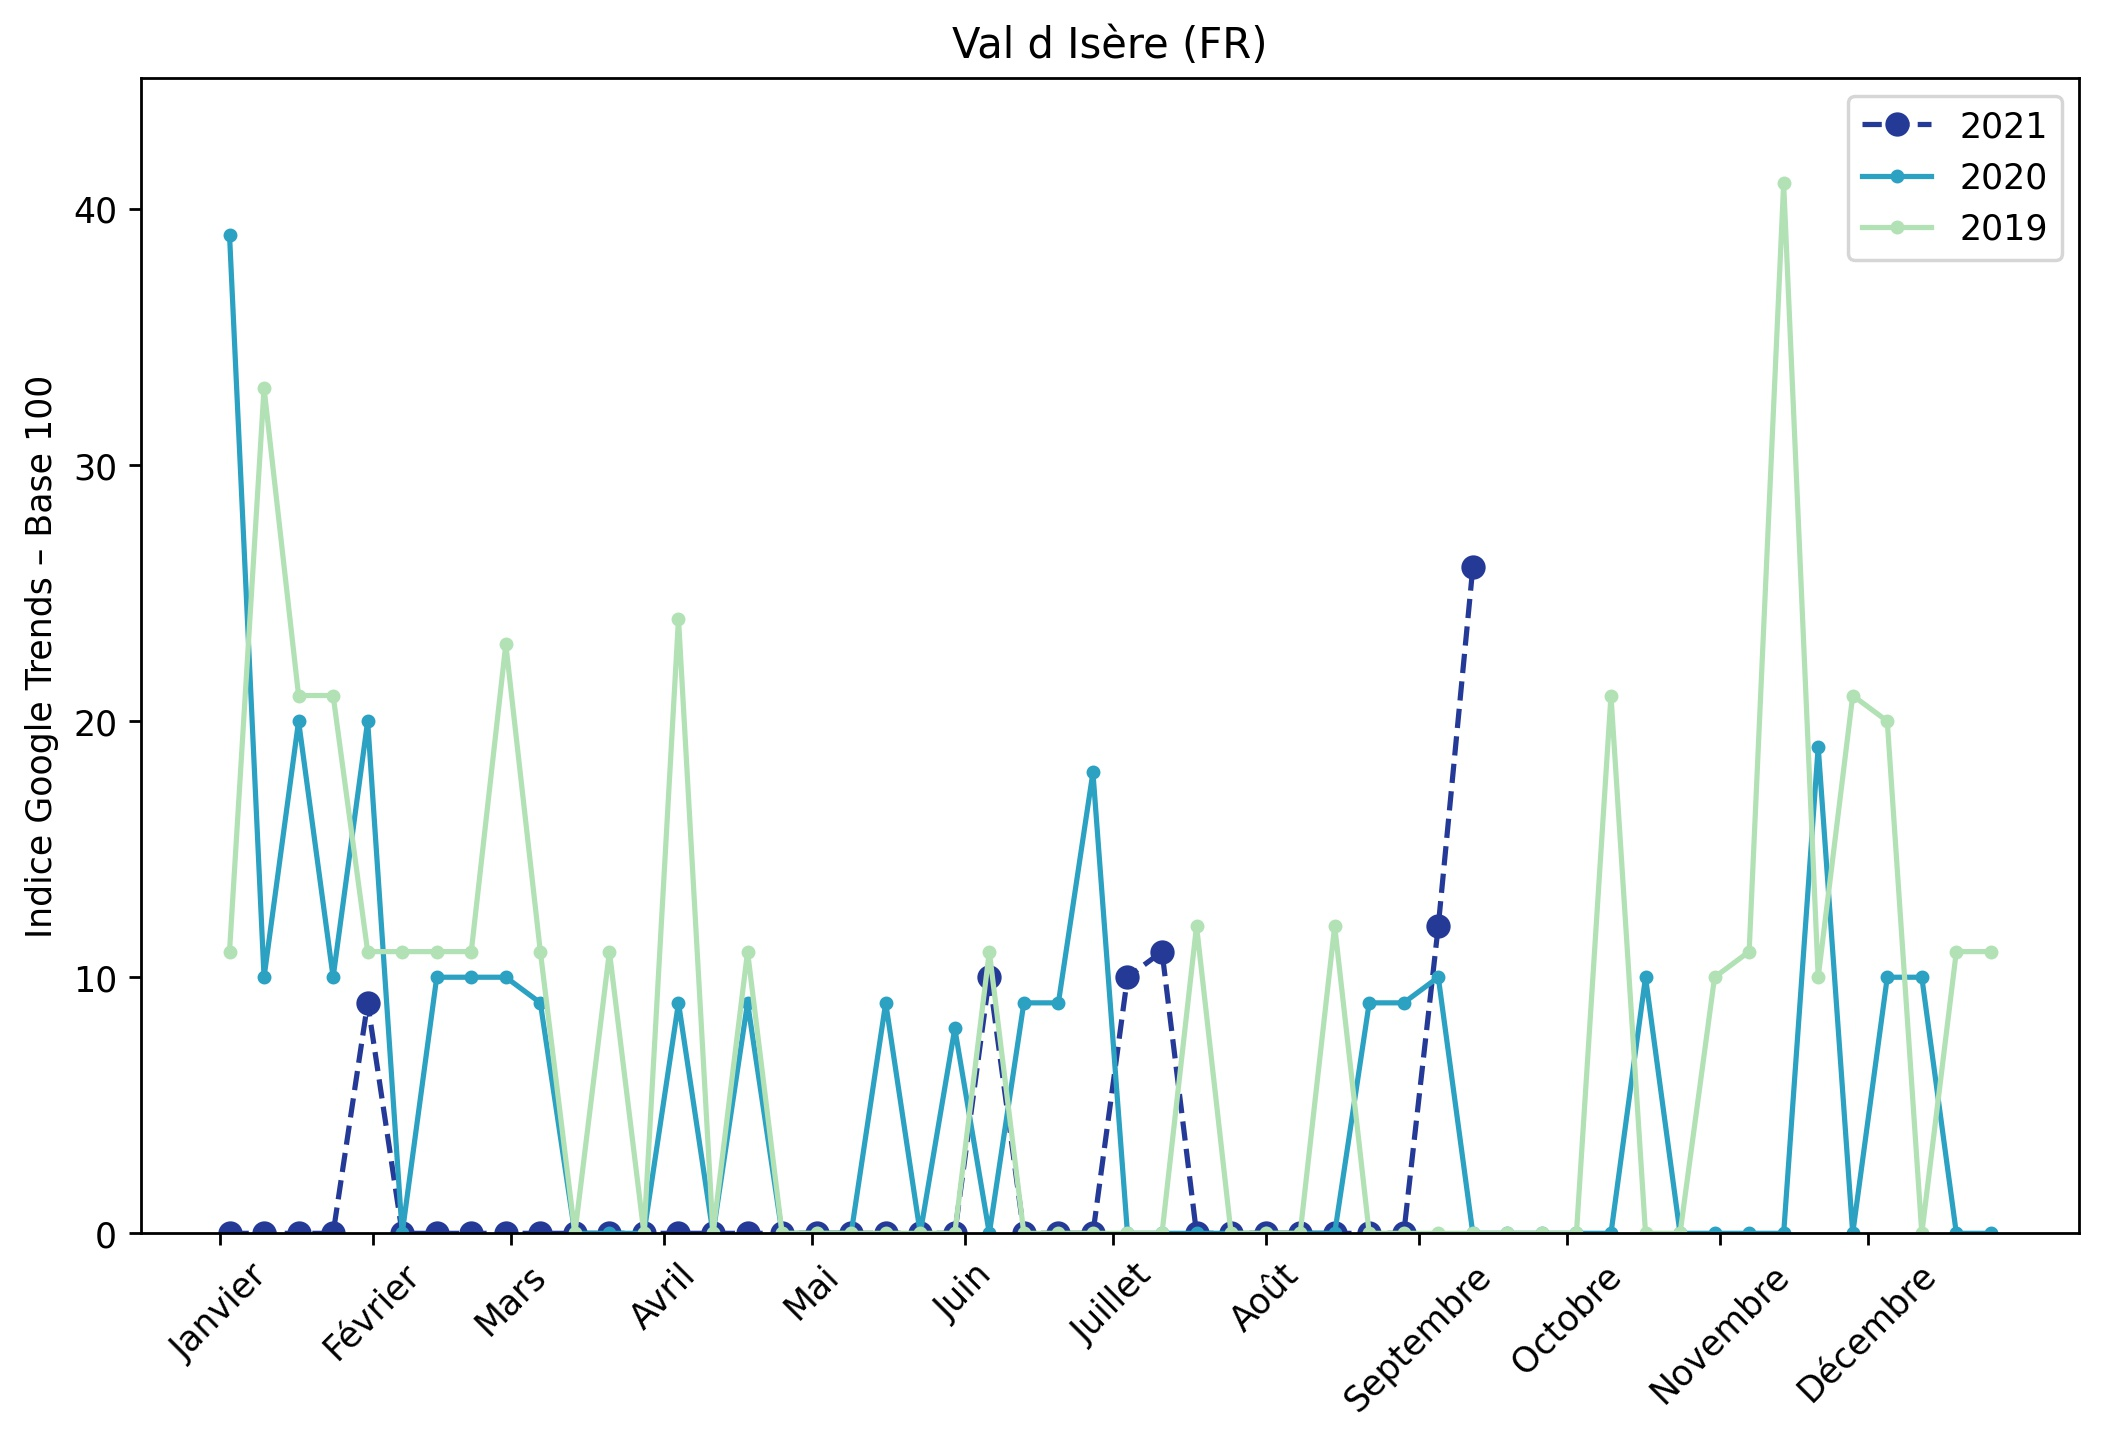 Val d Isère (FR)
2021
2020
2019
Indice Google Trends – Base 100
40
30
20
10
0
Janvier
Février
Mars
Avril
Mai
Juin
Juillet
Août
Septembre
Octobre
Novembre
Décembre